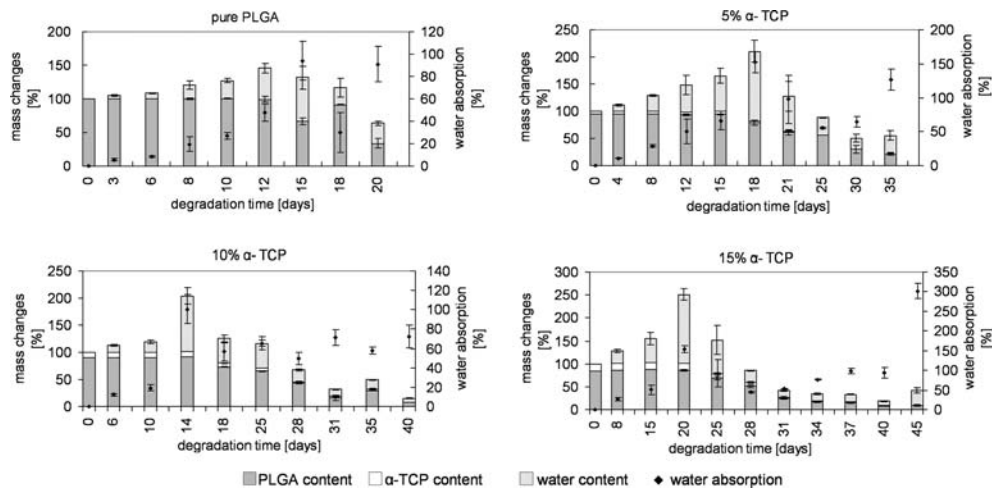 pure PLGA
mass changes
[%]
200
150
100
50
0
120
100
80
60
40
20
0
water absorption
[%]
0 3 6 8 10 12 15 18 20
degradation time [days]
5% α- TCP
mass changes
[%]
250
200
150
100
50
0
200
150
100
50
0
water absorption
[%]
0 4 8 12 15 18 21 25 30 35
degradation time [days]
10% α- TCP
mass changes
[%]
250
200
150
100
50
0
140
120
100
80
60
40
20
0
water absorption
[%]
0 6 10 14 18 25 28 31 35 40
degradation time [days]
15% α- TCP
mass changes
[%]
300
250
200
150
100
50
0
350
300
250
200
150
100
50
0
water absorption
[%]
0 8 15 20 25 28 31 34 37 40 45
degradation time [days]
PLGA content α-TCP content water content water absorption